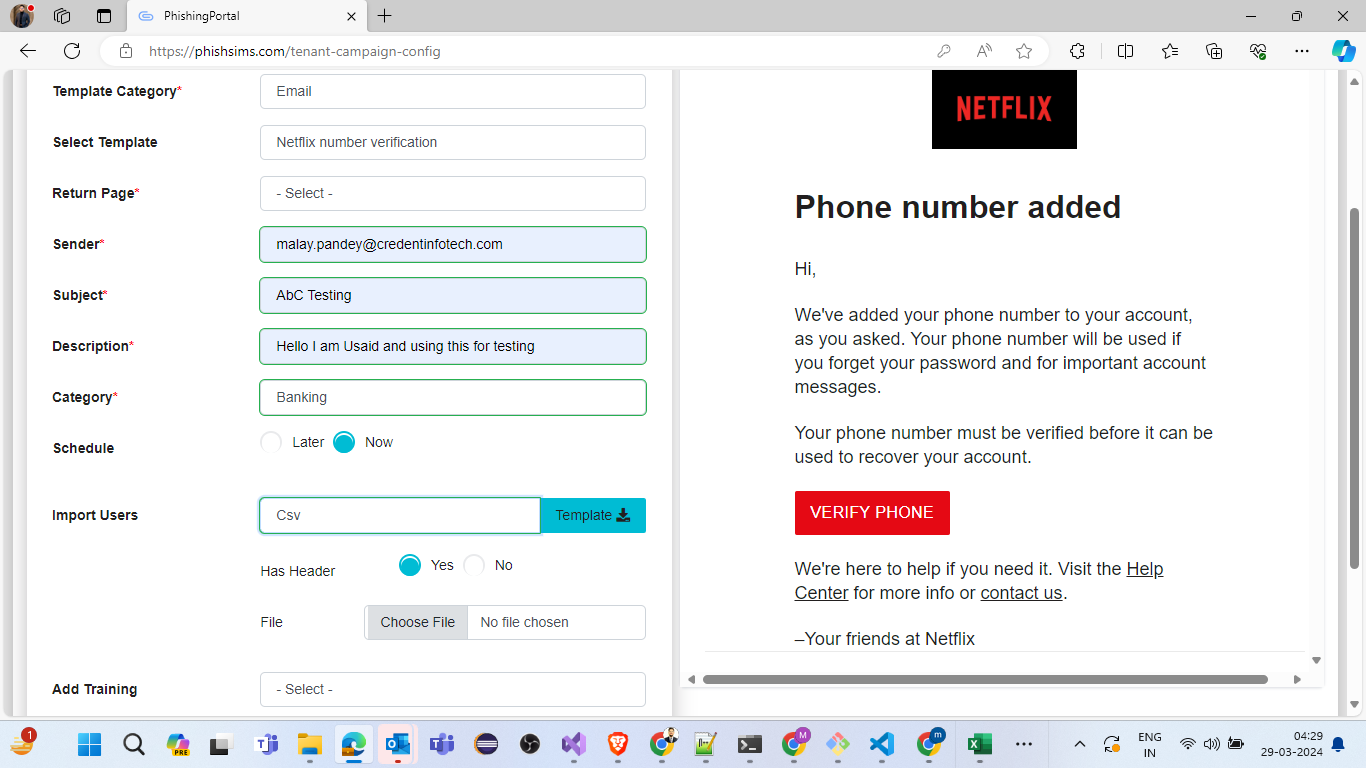 PhishingPortal
https://phishsims.com/tenant-campaign-config
Template Category*
Email
Select Template
Netflix number verification
Return Page*
- Select -
Sender*
malay.pandey@credentinfotech.com
Subject*
AbC Testing
Description*
Hello I am Usaid and using this for testing
Category*
Banking
Schedule
Later Now
Import Users
Csv
Template
Has Header
Yes No
File
Choose File No file chosen
Add Training
- Select -
NETFLIX
Phone number added
Hi,
We've added your phone number to your account,
as you asked. Your phone number will be used if
you forget your password and for important account
messages.
Your phone number must be verified before it can be
used to recover your account.
VERIFY PHONE
We're here to help if you need it. Visit the Help
Center for more info or contact us.
–Your friends at Netflix
1
PRE
M
m
ENG
IN
04:29
29-03-2024